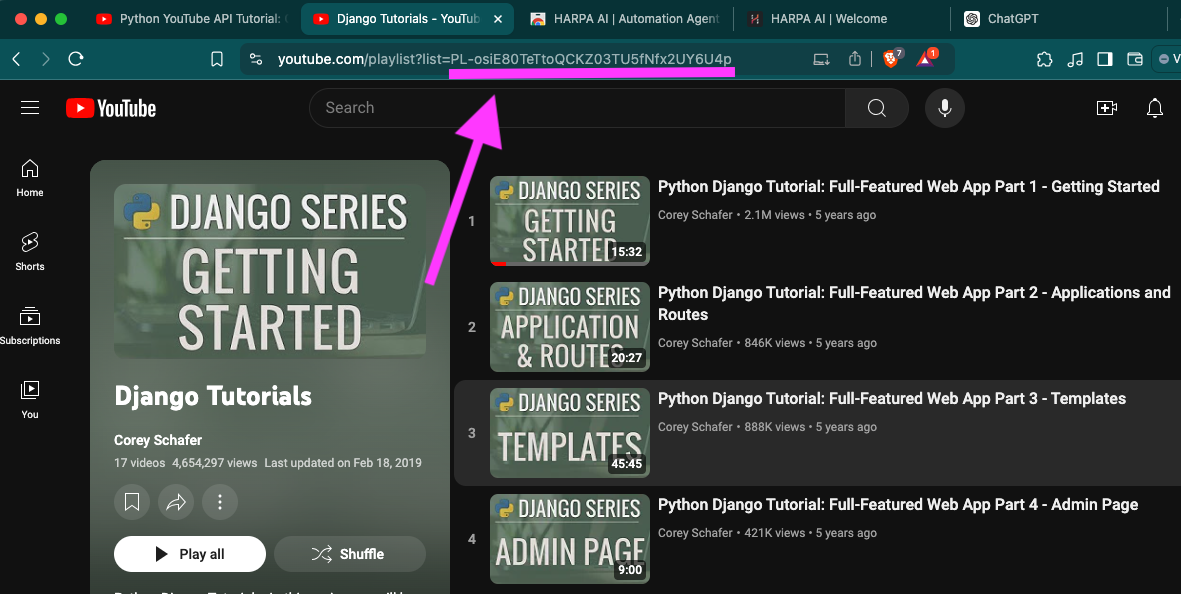 Python YouTube API Tutorial:
Django Tutorials - YouTub
HARPA AI | Automation Agent
HARPA AI | Welcome
ChatGPT
youtube.com/playlist?list=PL-osiE80TeTtoQCKZ03TU5fNfx2UY6U4p
7
1
YouTube
Search
Home
Shorts
Subscriptions
You
DJANGO SERIES
GETTING
STARTED
Django Tutorials
Corey Schafer
17 videos 4,654,297 views Last updated on Feb 18, 2019
Play all
Shuffle
1
DJANGO SERIES
GETTING
STARTED
15:32
Python Django Tutorial: Full-Featured Web App Part 1 - Getting Started
Corey Schafer • 2.1M views • 5 years ago
2
DJANGO SERIES
APPLICATION
& ROUTES
20:27
Python Django Tutorial: Full-Featured Web App Part 2 - Applications and
Routes
Corey Schafer • 846K views • 5 years ago
3
DJANGO SERIES
TEMPLATES
45:45
Python Django Tutorial: Full-Featured Web App Part 3 - Templates
Corey Schafer • 888K views • 5 years ago
4
DJANGO SERIES
ADMIN PAGE
9:00
Python Django Tutorial: Full-Featured Web App Part 4 - Admin Page
Corey Schafer • 421K views • 5 years ago